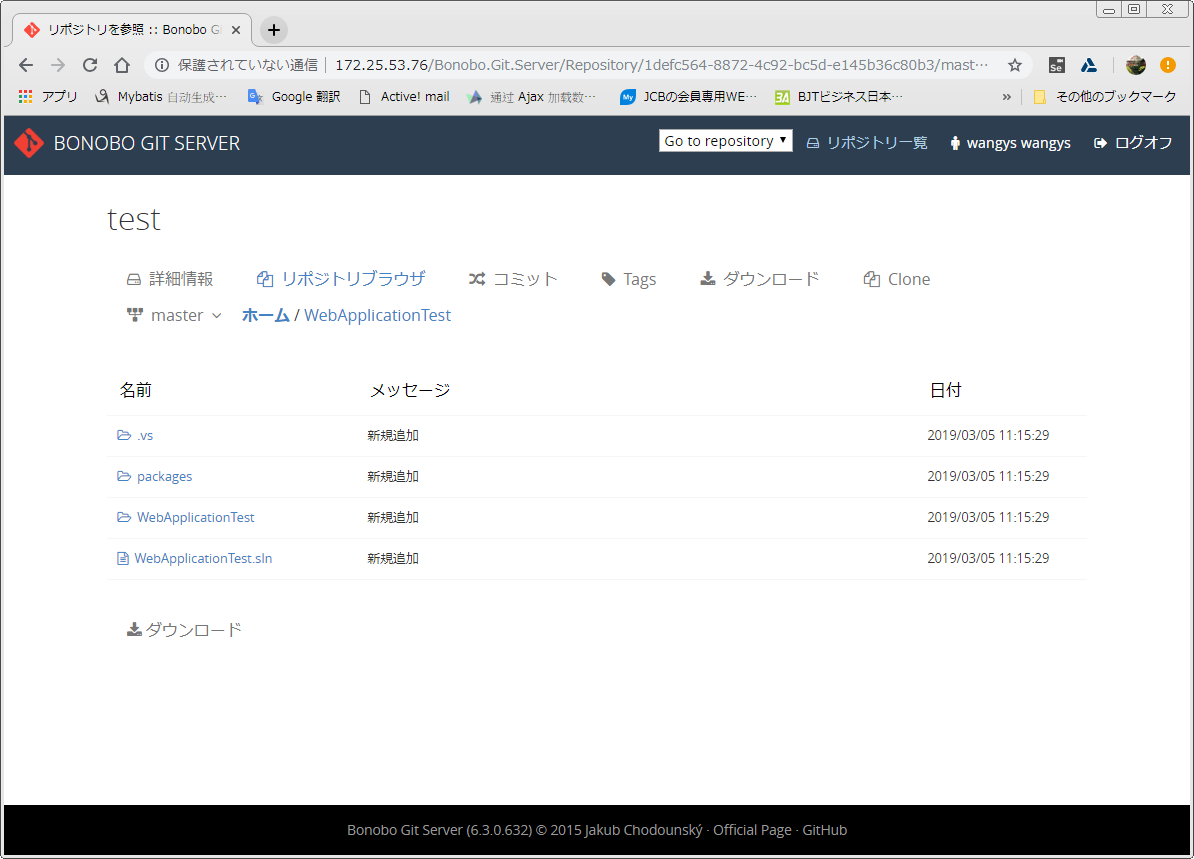 リポジトリを参照 :: Bonobo Gi
保護されていない通信 | 172.25.53.76/Bonobo.Git.Server/Repository/1defc564-8872-4c92-bc5d-e145b36c80b3/mast…
アプリ Mybatis 自动生成… Google 翻訳 Active! mail 通过 Ajax 加载数… JCBの会員専用WE… BJTビジネス日本… » その他のブックマーク
BONOBO GIT SERVER Go to repository リポジトリ一覧 wangys wangys ログオフ
test
詳細情報 リポジトリブラウザ コミット Tags ダウンロード Clone
master ホーム / WebApplicationTest
名前 メッセージ 日付
.vs 新規追加 2019/03/05 11:15:29
packages 新規追加 2019/03/05 11:15:29
WebApplicationTest 新規追加 2019/03/05 11:15:29
WebApplicationTest.sln 新規追加 2019/03/05 11:15:29
ダウンロード
Bonobo Git Server (6.3.0.632) © 2015 Jakub Chodounský · Official Page · GitHub